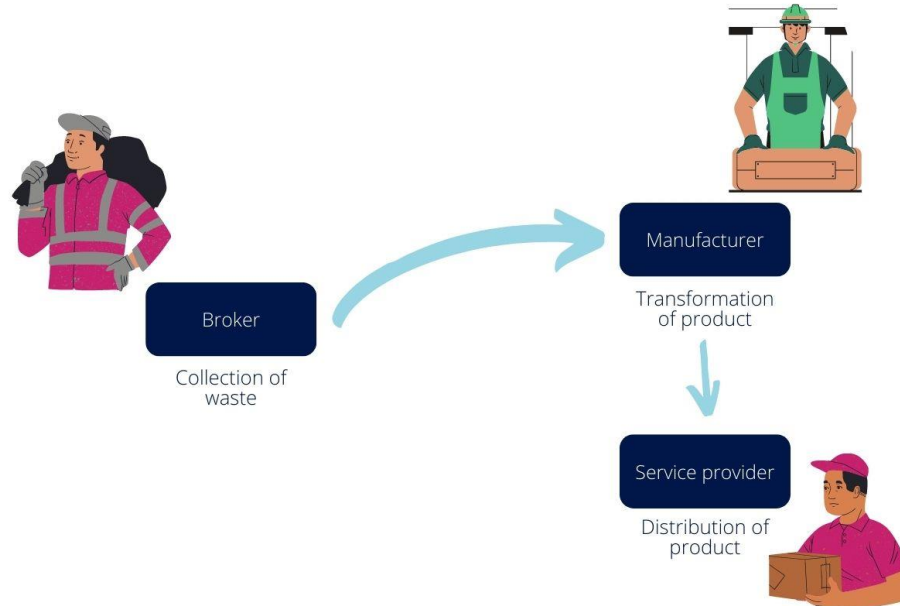 Broker
Collection of
waste
Manufacturer
Transformation
of product
Service provider
Distribution of
product